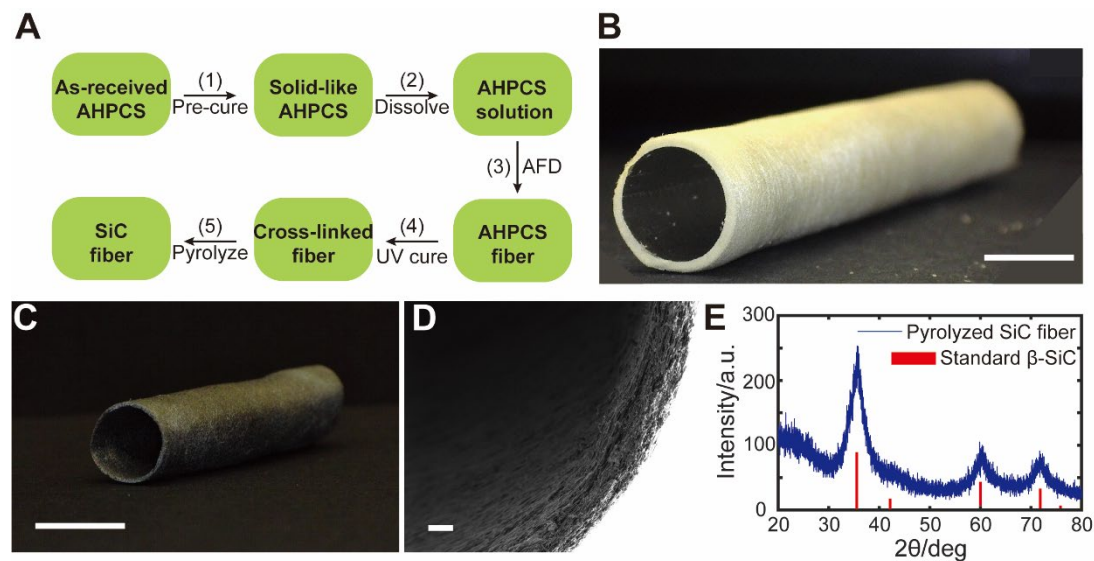 A
As-received
AHPCS
(1)
Pre-cure
Solid-like
AHPCS
(2)
Dissolve
AHPCS
solution
(3) AFD
SiC
fiber
(5)
Pyrolyze
Cross-linked
fiber
(4)
UV cure
AHPCS
fiber
B
C
D
E
300
200
100
0
Intensity/a.u.
Pyrolyzed SiC fiber
Standard β-SiC
20 30 40 50 60 70 80
2θ/deg